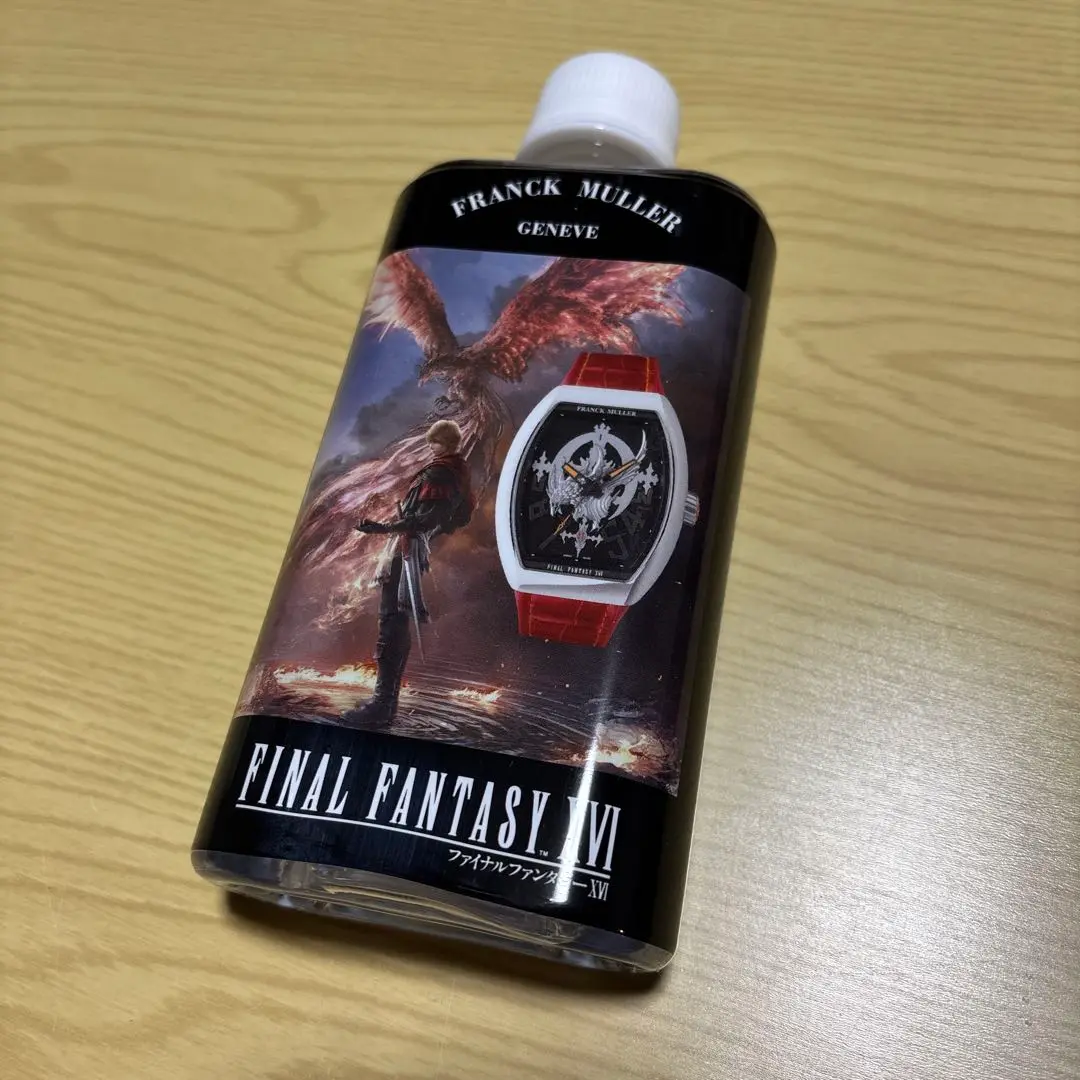 FRANCK MULLER
GENEVE
FRANCK MULLER
FINAL FANTASY XVI
FINAL FANTASY XVI
TM
ファイナルファンタジーXVI